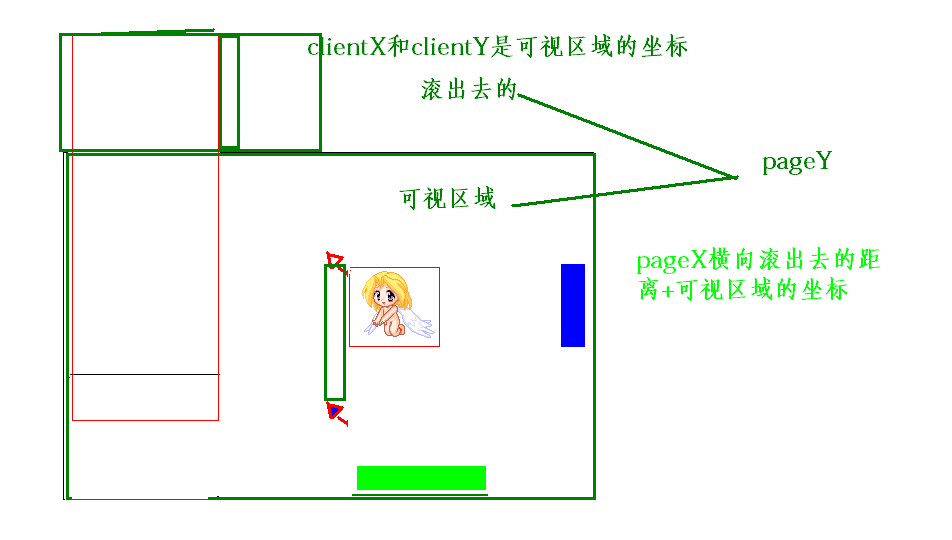 clientX和clientY是可视区域的坐标
滚出去的
pageY
可视区域
pageX横向滚出去的距
离+可视区域的坐标